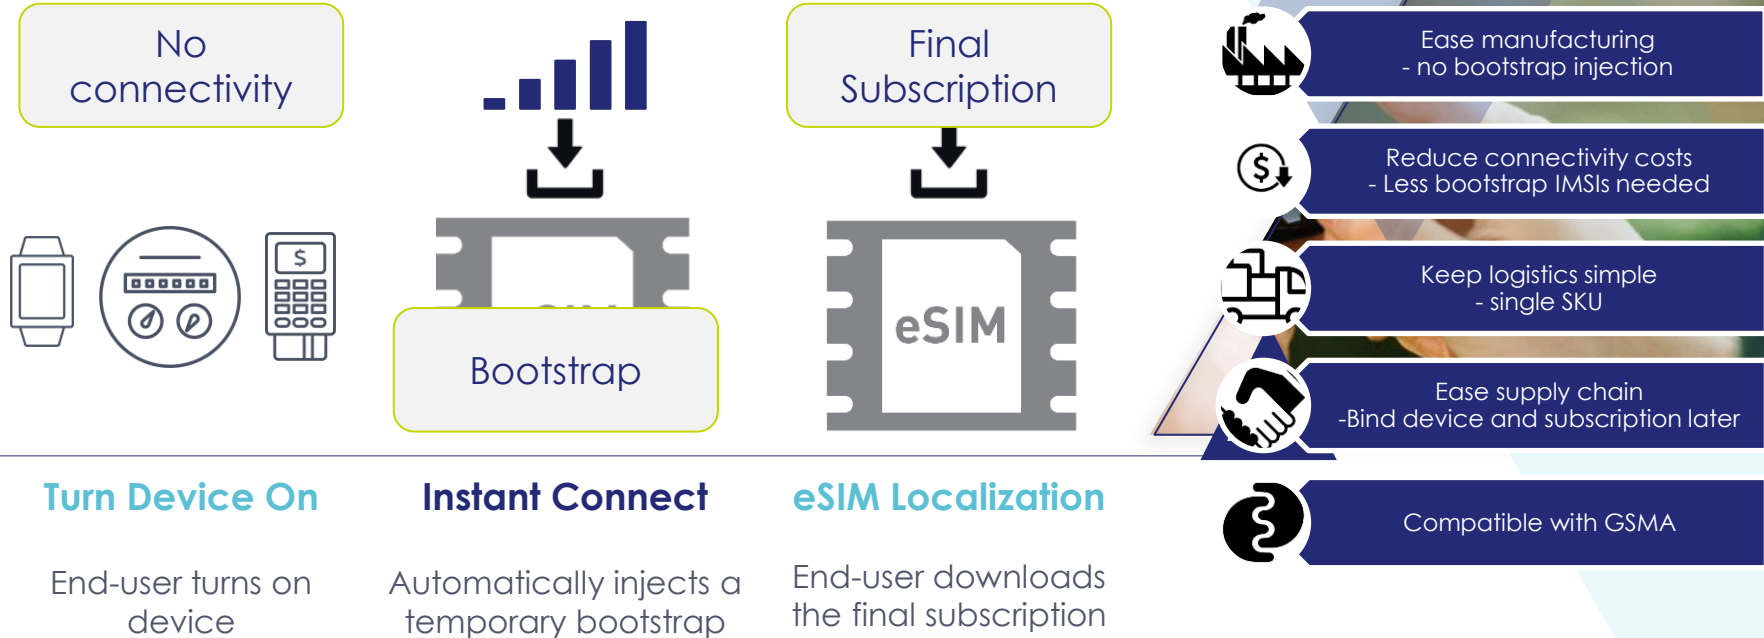 No
connectivity
Final
Subscription
$
Bootstrap
eSIM
Turn Device On
End-user turns on
device
Instant Connect
Automatically injects a
temporary bootstrap
eSIM Localization
End-user downloads
the final subscription
Ease manufacturing
- no bootstrap injection
$
Reduce connectivity costs
- Less bootstrap IMSIs needed
Keep logistics simple
- single SKU
Ease supply chain
-Bind device and subscription later
Compatible with GSMA